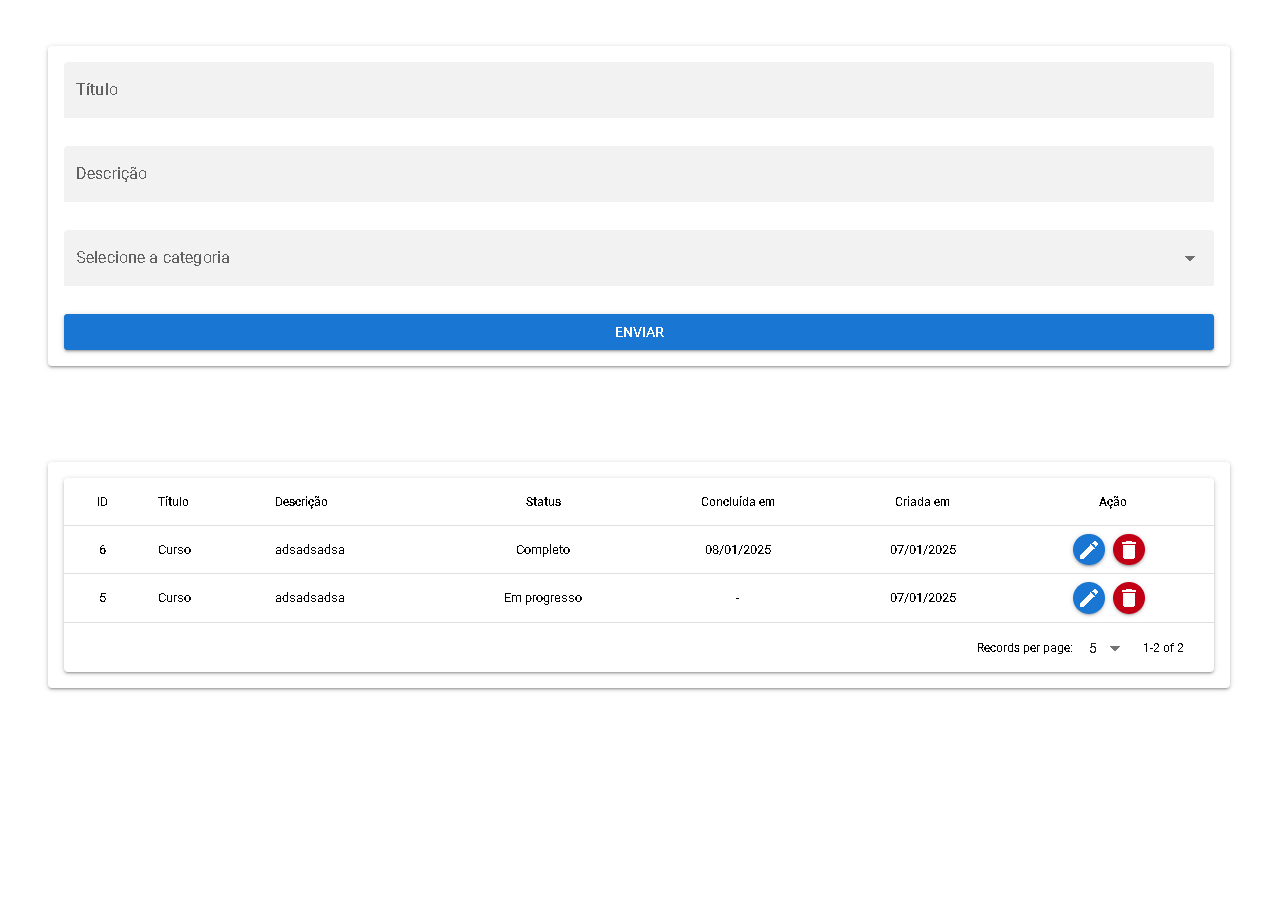 Título
Descrição
Selecione a categoria
ENVIAR
ID Título Descrição Status Concluída em Criada em Ação
6 Curso adsadsadsa Completo 08/01/2025 07/01/2025
5 Curso adsadsadsa Em progresso - 07/01/2025
Records per page: 5 1-2 of 2